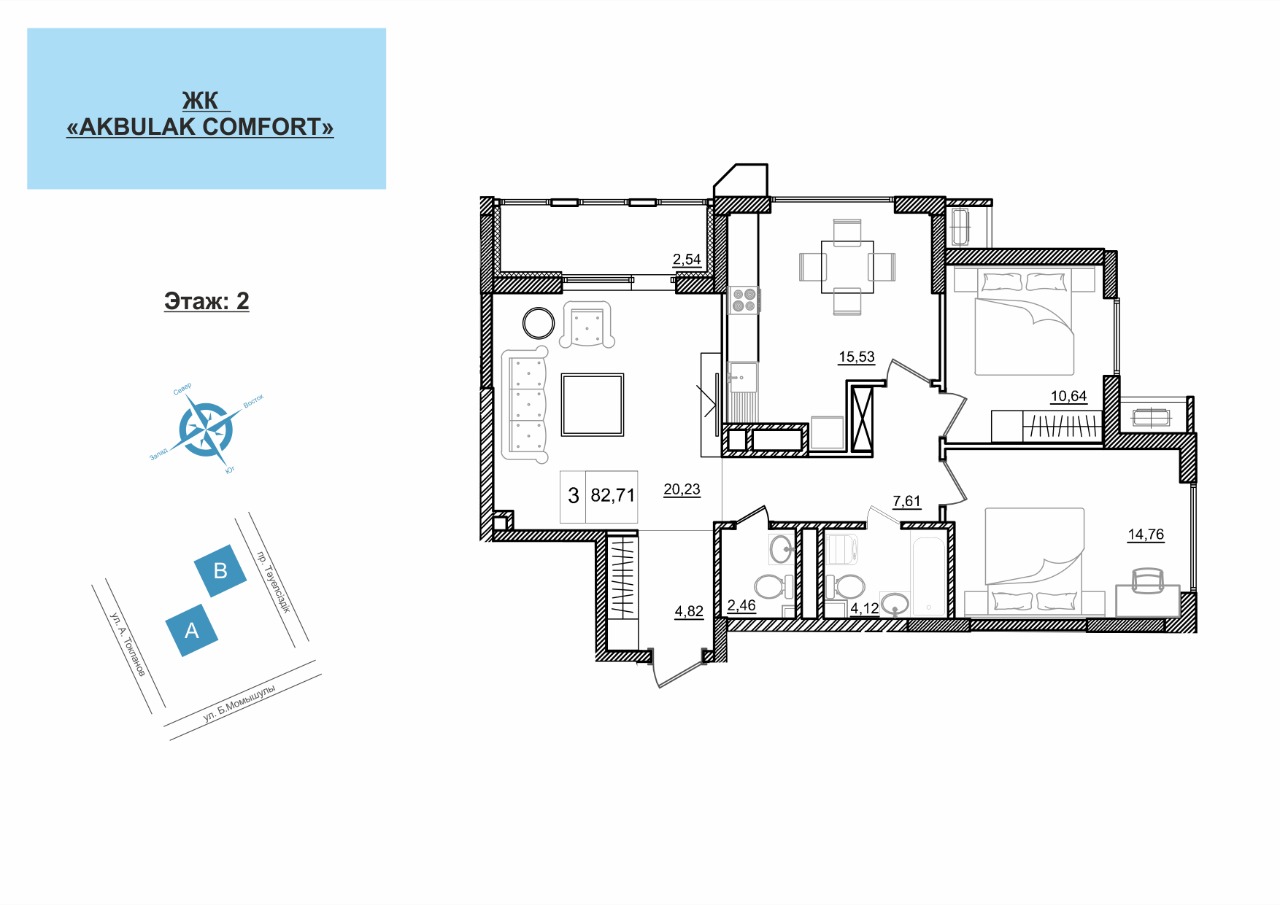 ЖК
«AKBULAK COMFORT»
Этаж: 2
Север
Восток
Запад
Юг
В
А
пр. Тәуелсіздік
ул. А. Токпанов
ул. Б.Момышулы
2,54
15,53
10,64
3 82,71
20,23
7,61
14,76
4,82
2,46
4,12